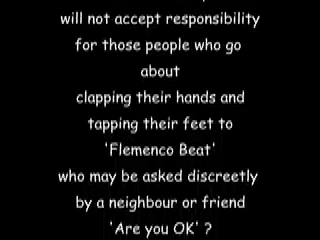 will not accept responsibility
for those people who go
about
clapping their hands and
tapping their feet to
'Flemenco Beat'
who may be asked discreetly
by a neighbour or friend
'Are you OK' ?